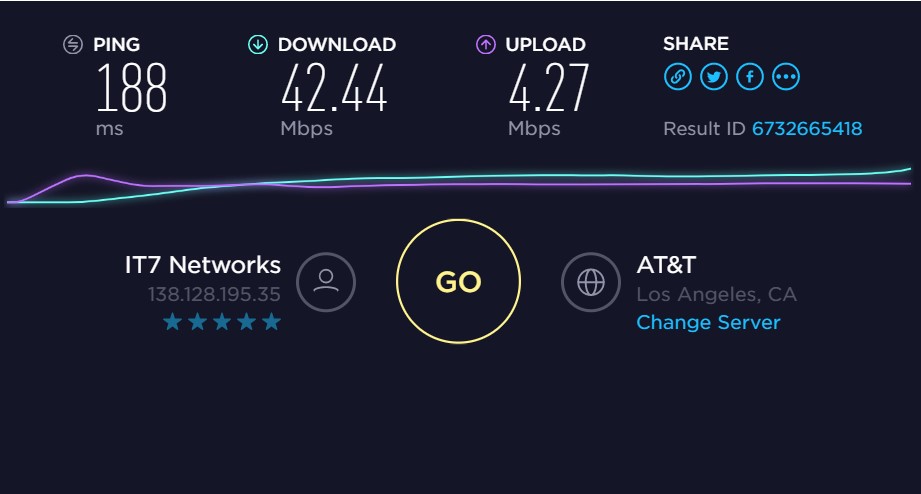 PING
188
ms
DOWNLOAD
42.44
Mbps
UPLOAD
4.27
Mbps
SHARE
Result ID 6732665418
IT7 Networks
138.128.195.35
GO
AT&T
Los Angeles, CA
Change Server